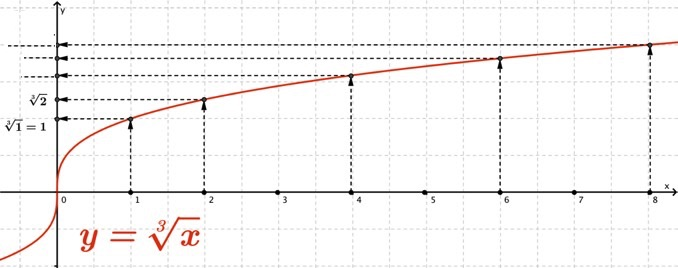 y
∛2
∛1 = 1
x
0 1 2 3 4 5 6 7 8
y = ∛x